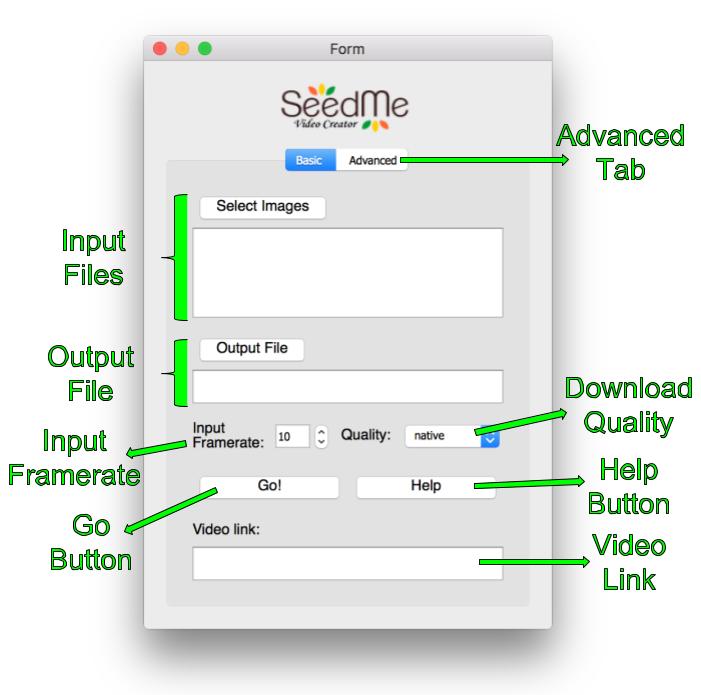 Form
SeedMe
Video Creator
Basic Advanced
Advanced
Tab
Select Images
Input
Files
Output File
Output
File
Download
Quality
Input
Framerate: 10 Quality: native
Input
Framerate
Go! Help
Help
Button
Go
Button
Video link:
Video
Link